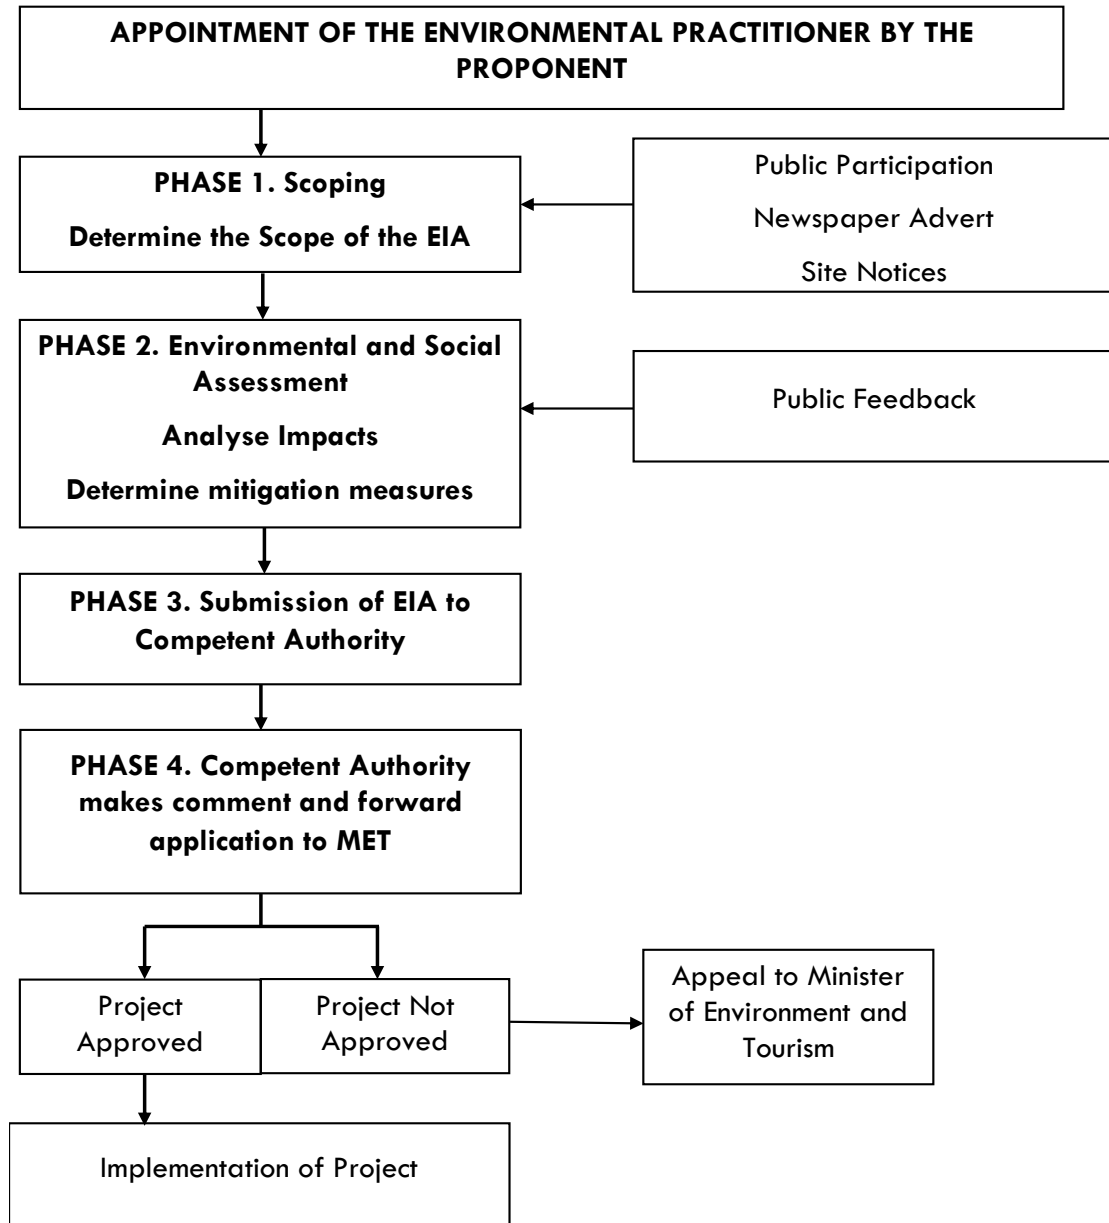 APPOINTMENT OF THE ENVIRONMENTAL PRACTITIONER BY THE
PROPONENT
PHASE 1. Scoping
Determine the Scope of the EIA
Public Participation
Newspaper Advert
Site Notices
PHASE 2. Environmental and Social
Assessment
Analyse Impacts
Determine mitigation measures
Public Feedback
PHASE 3. Submission of EIA to
Competent Authority
PHASE 4. Competent Authority
makes comment and forward
application to MET
Project
Approved
Project Not
Approved
Appeal to Minister
of Environment and
Tourism
Implementation of Project